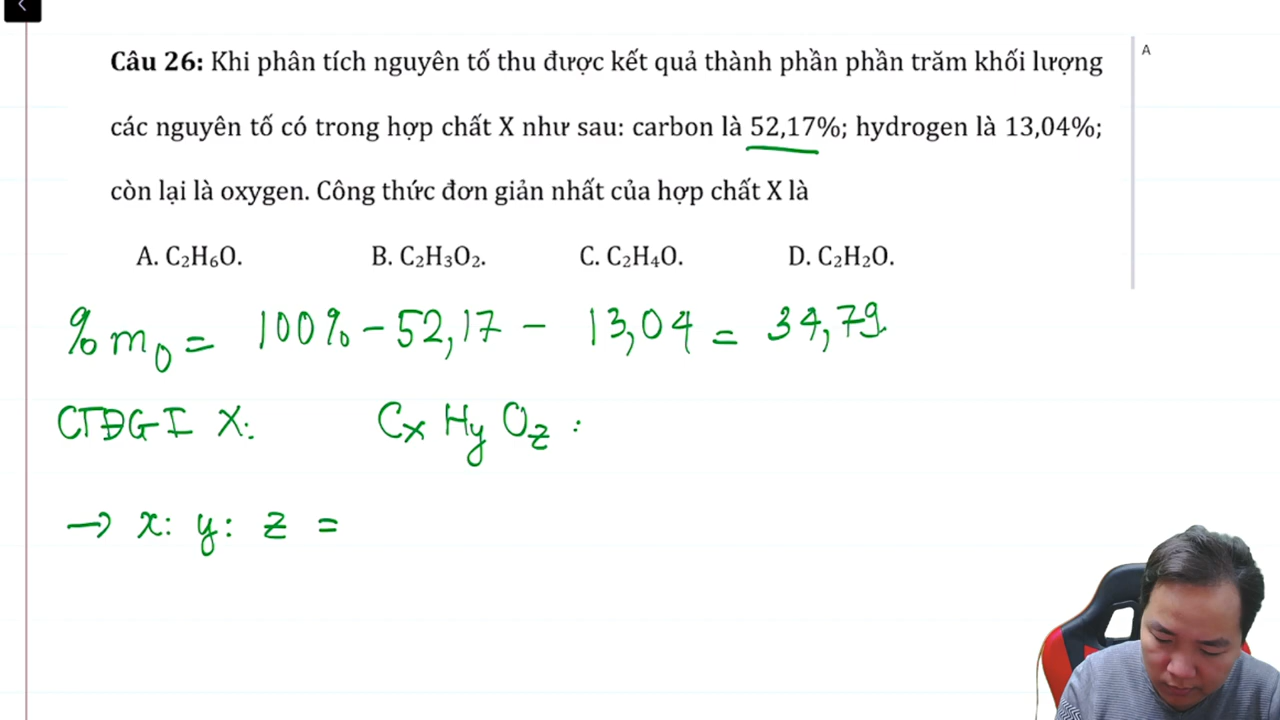 Câu 26: Khi phân tích nguyên tố thu được kết quả thành phần phần trăm khối lượng
các nguyên tố có trong hợp chất X như sau: carbon là 52,17%; hydrogen là 13,04%;
còn lại là oxygen. Công thức đơn giản nhất của hợp chất X là
A. C₂H₆O. B. C₂H₃O₂. C. C₂H₄O. D. C₂H₂O.
A
%mO = 100% - 52,17 - 13,04 = 34,79
CTĐGI X: CxHyOz :
→ x: y: z =